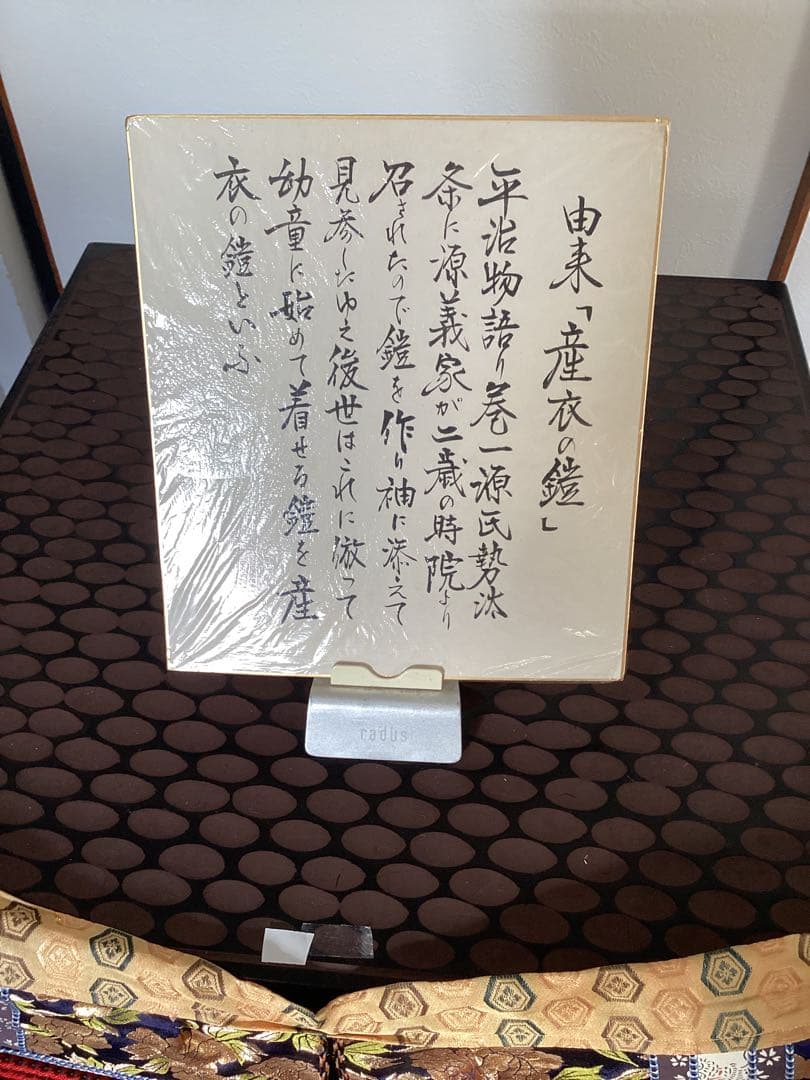 由来「産衣の鎧」
平治物語り巻一源氏勢汰
条に源義家が二歳の時院より
召されたので鎧を作り袖に添えて
見参したゆえ後世はこれに倣って
幼童に始めて着せる鎧を産
衣の鎧といふ
radus